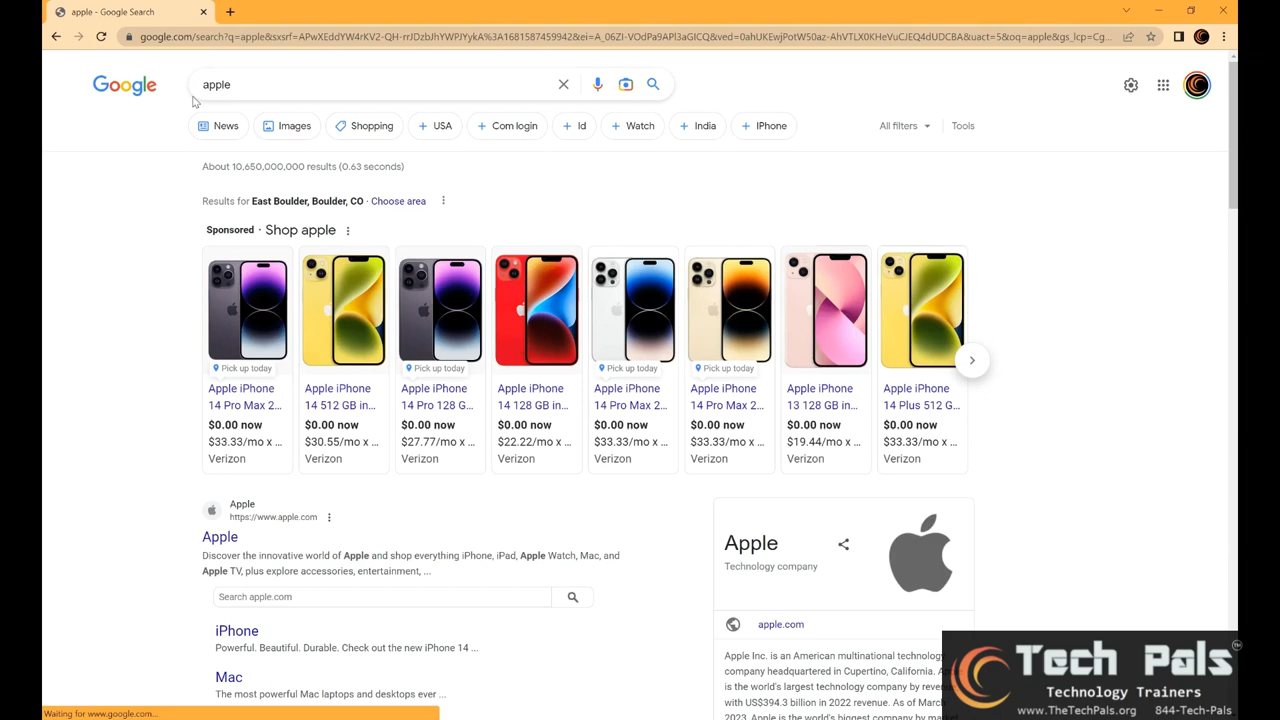 apple - Google Search
google.com/search?q=apple&sxsrf=APwXEddYW4rKV2-QH-rrJDzbJhYWPJYykA%3A1681587459942&ei=A_06ZI-VOdPa9APl3aGICQ&ved=0ahUKEwjPotW50az-AhVTLX0KHeVuCJEQ4dUDCBA&uact=5&oq=apple&gs_lcp=Cg...
Google
apple
News
Images
Shopping
USA
Com login
Id
Watch
India
IPhone
All filters
Tools
About 10,650,000,000 results (0.63 seconds)
Results for East Boulder, Boulder, CO · Choose area
Sponsored · Shop apple
Pick up today
Apple iPhone
14 Pro Max 2...
$0.00 now
$33.33/mo x ...
Verizon
Apple iPhone
14 512 GB in...
$0.00 now
$30.55/mo x ...
Verizon
Pick up today
Apple iPhone
14 Pro 128 G...
$0.00 now
$27.77/mo x ...
Verizon
Apple iPhone
14 128 GB in...
$0.00 now
$22.22/mo x ...
Verizon
Pick up today
Apple iPhone
14 Pro Max 2...
$0.00 now
$33.33/mo x ...
Verizon
Pick up today
Apple iPhone
14 Pro Max 2...
$0.00 now
$33.33/mo x ...
Verizon
Apple iPhone
13 128 GB in...
$0.00 now
$19.44/mo x ...
Verizon
Apple iPhone
14 Plus 512 G...
$0.00 now
$33.33/mo x ...
Verizon
Apple
https://www.apple.com
Apple
Discover the innovative world of Apple and shop everything iPhone, iPad, Apple Watch, Mac, and
Apple TV, plus explore accessories, entertainment, ...
Search apple.com
iPhone
Powerful. Beautiful. Durable. Check out the new iPhone 14 ...
Mac
The most powerful Mac laptops and desktops ever ...
Apple
Technology company
apple.com
Apple Inc. is an American multinational technology
company headquartered in Cupertino, California.
is the world's largest technology company by
with US$394.3 billion in 2022 revenue. As of March
2023, Apple is the world's biggest company by
Waiting for www.google.com...
Tech Pals™
Technology Trainers
www.TechPals.org 844-Tech-Pals